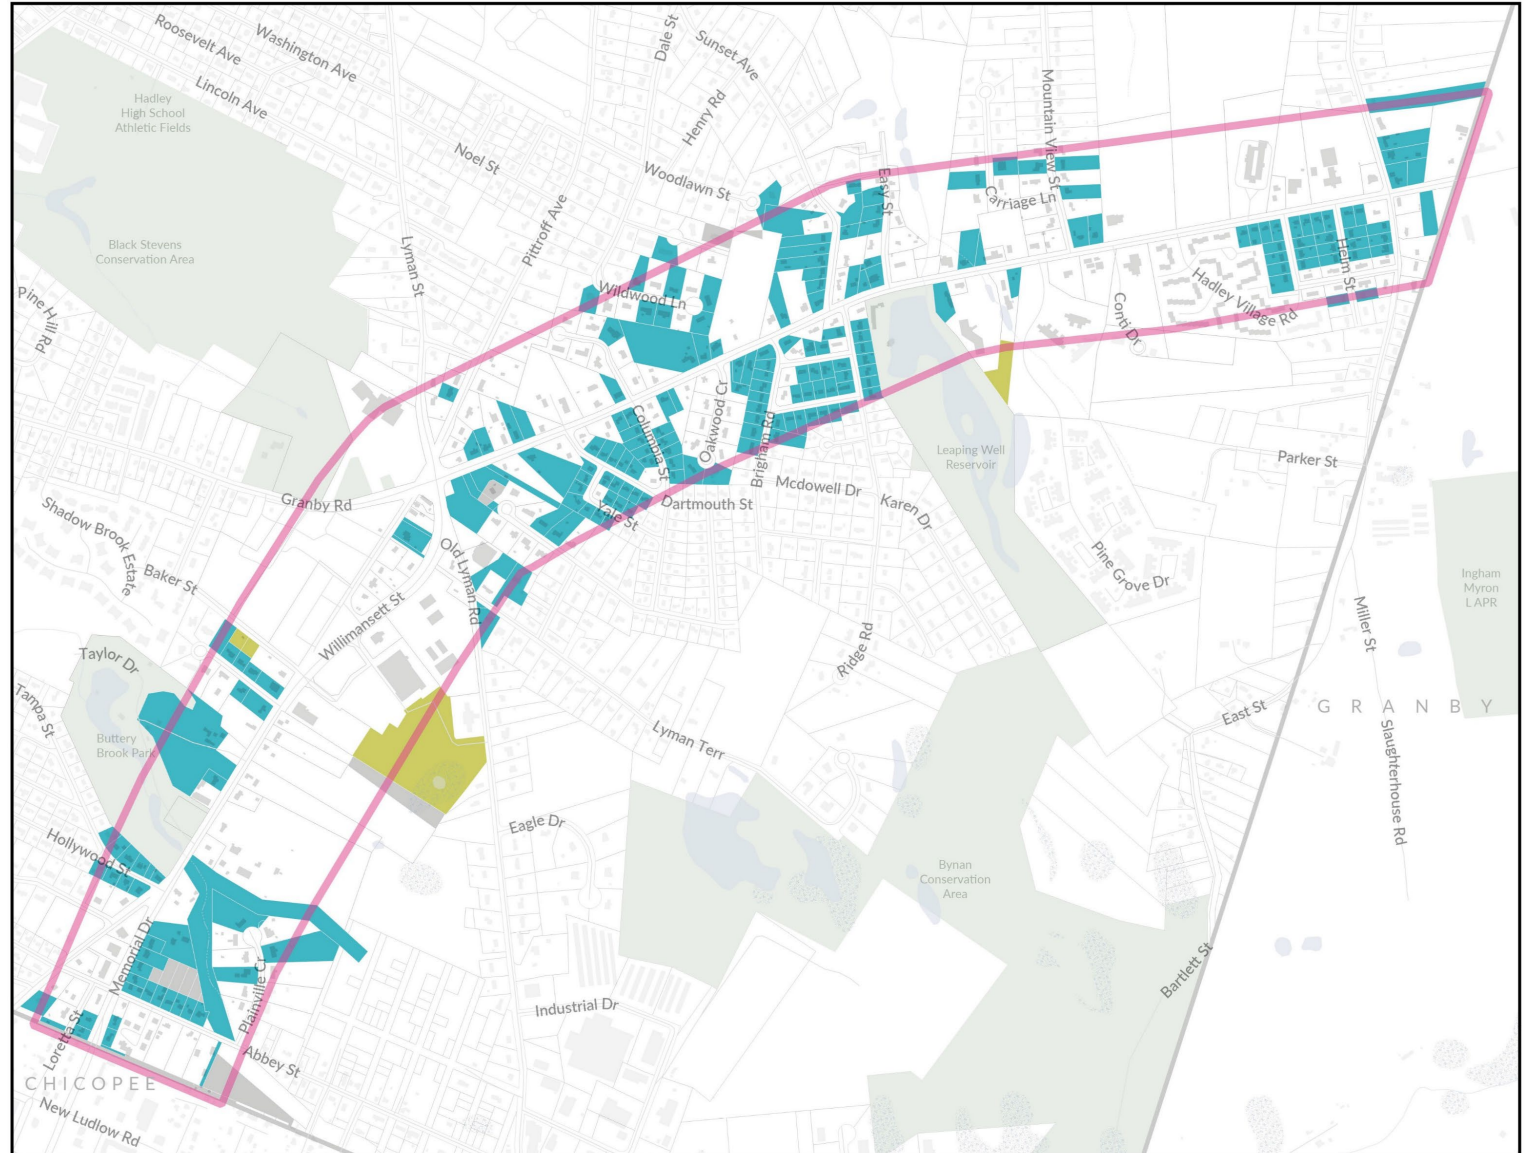 Roosevelt Ave
Washington Ave
Dale St
Sunset Ave
Lincoln Ave
Hadley
High School
Athletic Fields
Henry Rd
Mountain View St
Noel St
Woodlawn St
Easy St
Carriage Ln
Pittroff Ave
Lyman St
Black Stevens
Conservation Area
Helm St
Wildwood Ln
Hadley Village Rd
Pine Hill Rd
Conti Dr
Columbia St
Oakwood Cr
Brigham Rd
Leaping Well
Reservoir
Parker St
Granby Rd
McDowell Dr
Karen Dr
Dartmouth St
Yale St
Shadow Brook Estate
Old Lyman Rd
Baker St
Pine Grove Dr
Ingham
Myron
L APR
Willimansett St
Miller St
Ridge Rd
Taylor Dr
Tampa St
East St
GRANBY
Buttery
Brook Park
Lyman Terr
Slaughterhouse Rd
Eagle Dr
Hollywood St
Bynan
Conservation
Area
Memorial Dr
Bartlett St
Plainville Cr
Industrial Dr
Loretta St
Abbey St
CHICOPEE
New Ludlow Rd